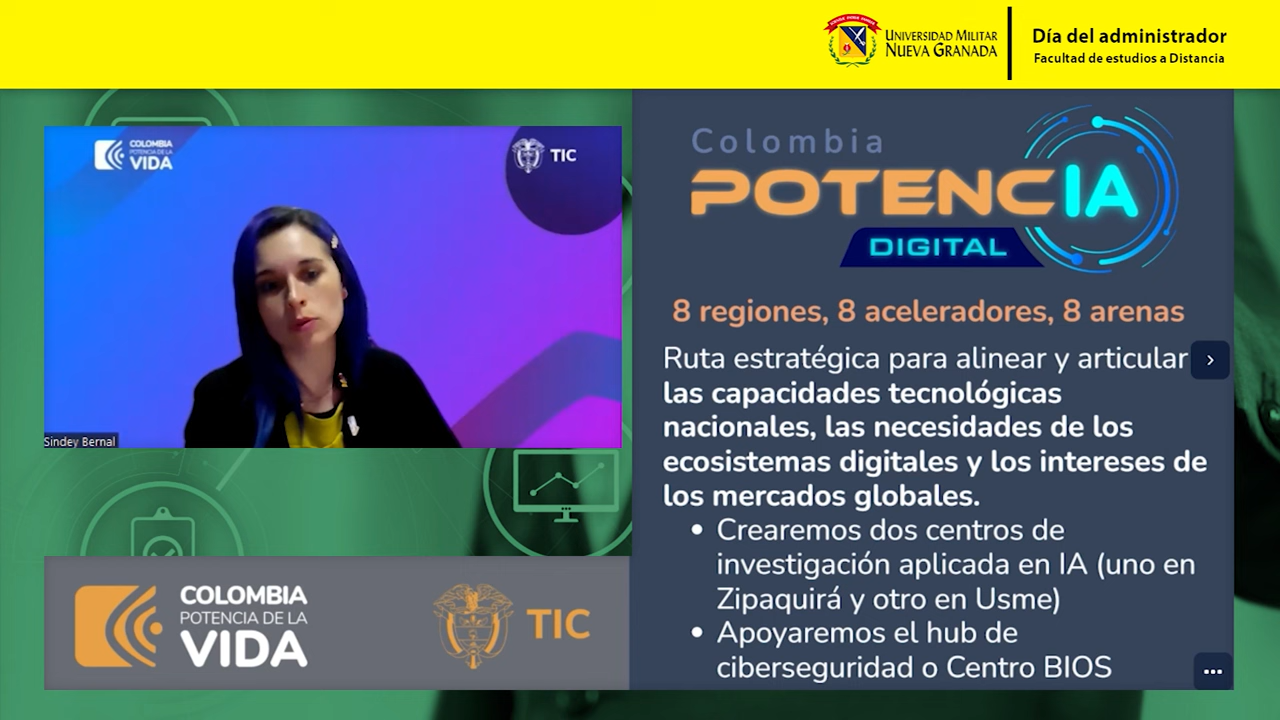 UNIVERSIDAD MILITAR
NUEVA GRANADA
Día del administrador
Facultad de estudios a Distancia
COLOMBIA
POTENCIA DE LA
VIDA
TIC
Sindey Bernal
Colombia
POTENCIA
DIGITAL
8 regiones, 8 aceleradores, 8 arenas
Ruta estratégica para alinear y articular
las capacidades tecnológicas
nacionales, las necesidades de los
ecosistemas digitales y los intereses de
los mercados globales.
• Crearemos dos centros de
investigación aplicada en IA (uno en
Zipaquirá y otro en Usme)
• Apoyaremos el hub de
ciberseguridad o Centro BIOS
COLOMBIA
POTENCIA DE LA
VIDA
TIC